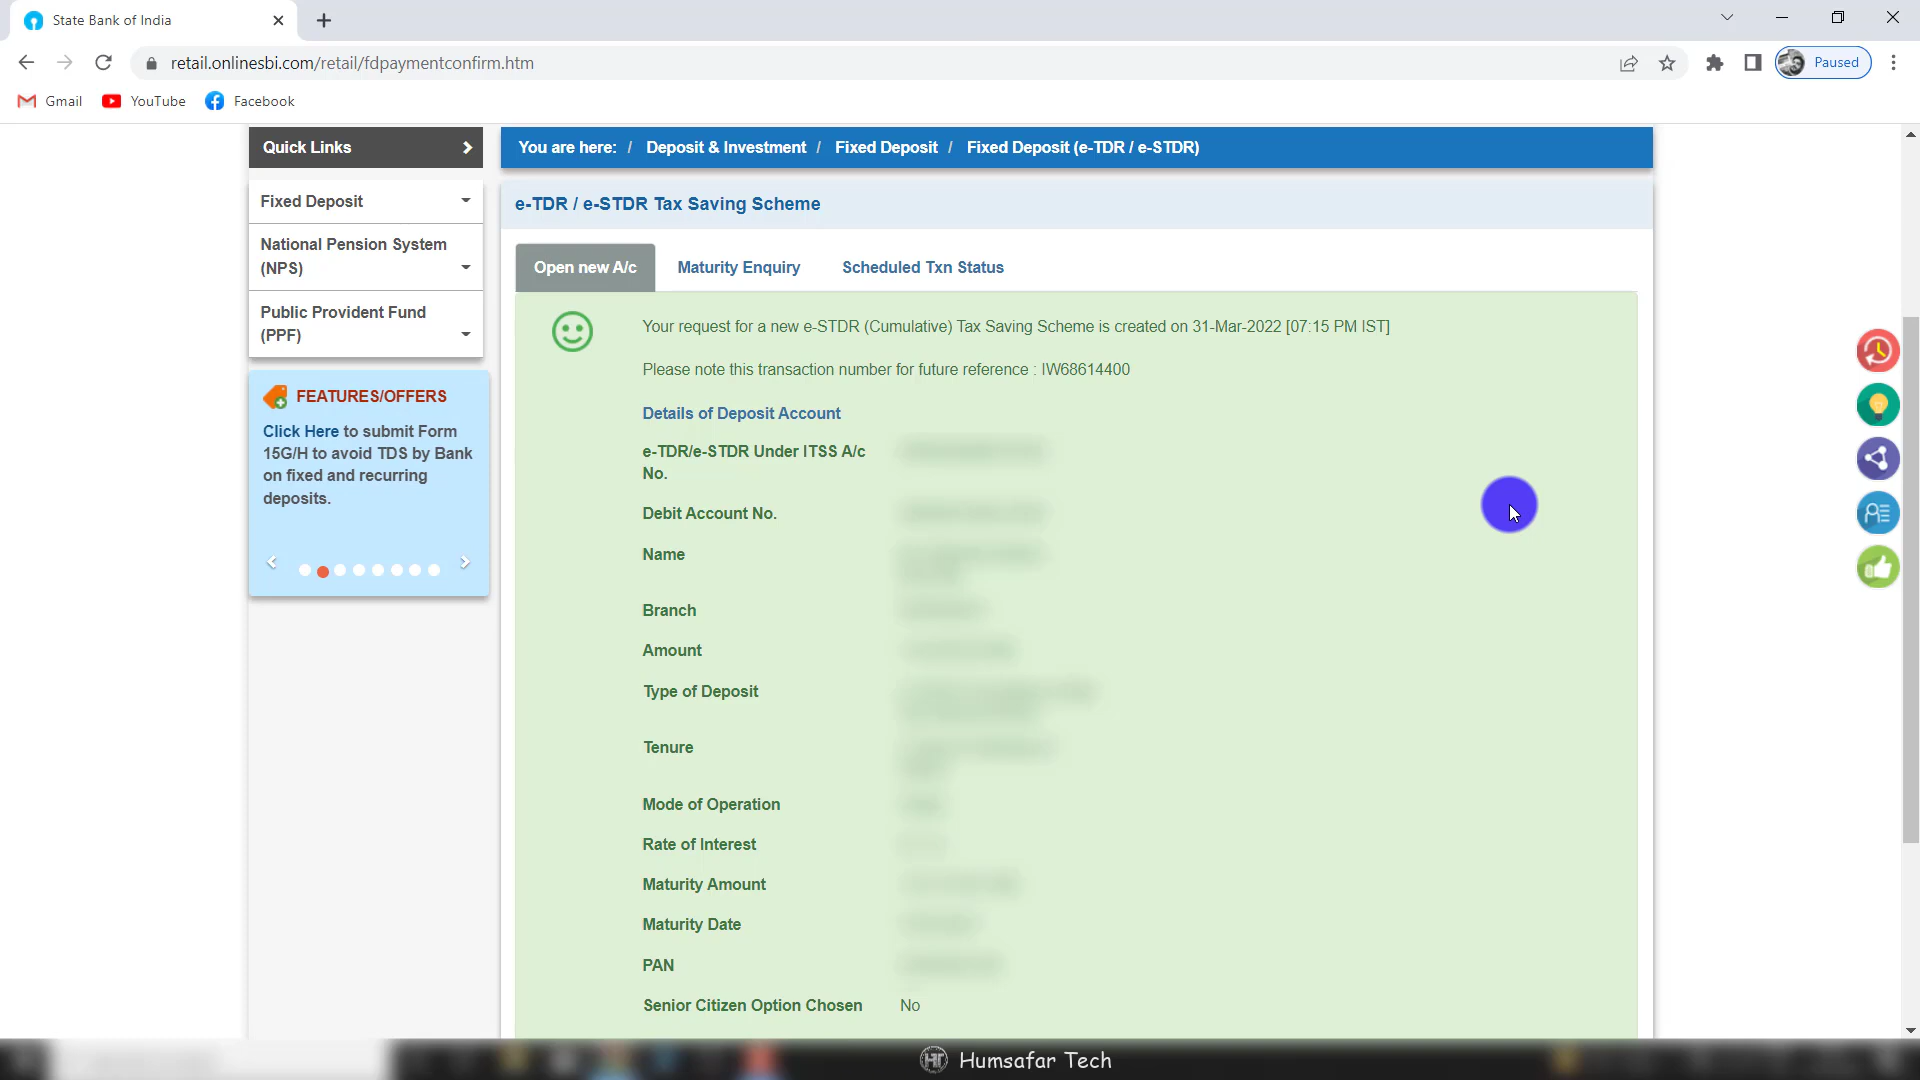 State Bank of India
retail.onlinesbi.com/retail/fdpaymentconfirm.htm
Paused
Gmail YouTube Facebook
Quick Links
You are here: / Deposit & Investment / Fixed Deposit / Fixed Deposit (e-TDR / e-STDR)
Fixed Deposit
National Pension System
(NPS)
Public Provident Fund
(PPF)
FEATURES/OFFERS
Click Here to submit Form
15G/H to avoid TDS by Bank
on fixed and recurring
deposits.
e-TDR / e-STDR Tax Saving Scheme
Open new A/c Maturity Enquiry Scheduled Txn Status
Your request for a new e-STDR (Cumulative) Tax Saving Scheme is created on 31-Mar-2022 [07:15 PM IST]
Please note this transaction number for future reference : IW68614400
Details of Deposit Account
e-TDR/e-STDR Under ITSS A/c
No.
Debit Account No.
Name
Branch
Amount
Type of Deposit
Tenure
Mode of Operation
Rate of Interest
Maturity Amount
Maturity Date
PAN
Senior Citizen Option Chosen No
HT Humsafar Tech